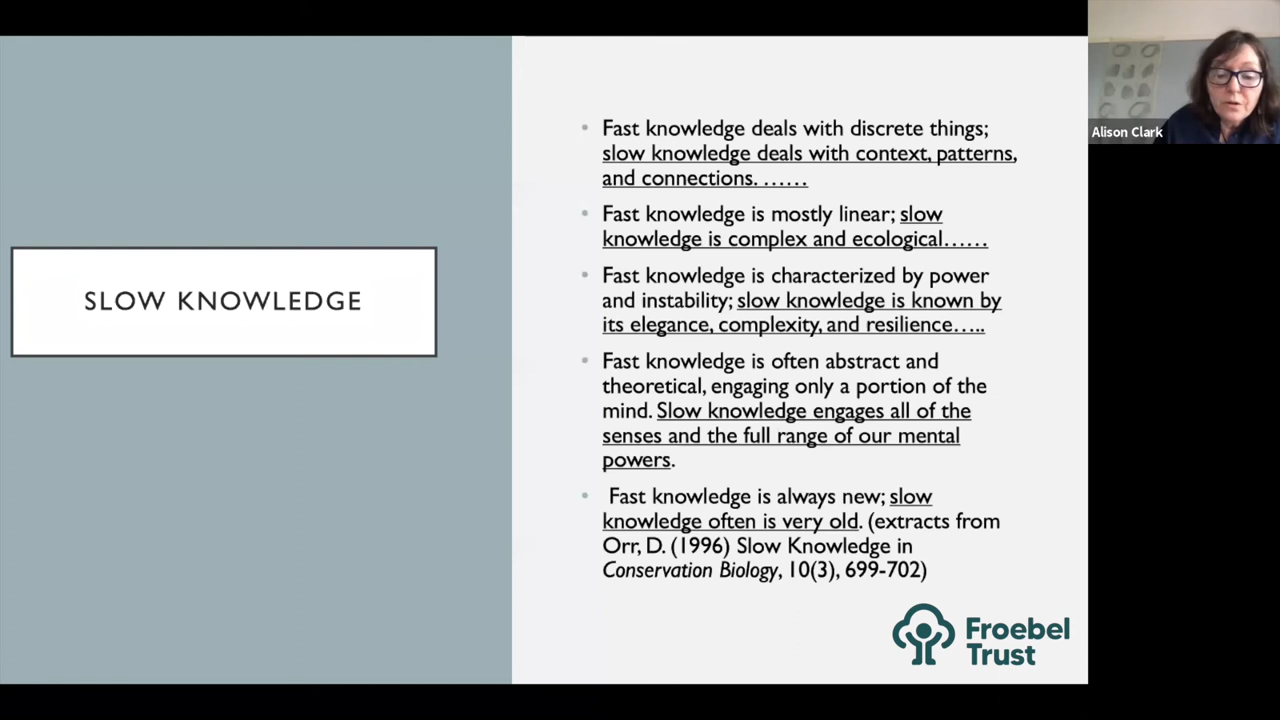 SLOW KNOWLEDGE
Fast knowledge deals with discrete things;
slow knowledge deals with context, patterns,
and connections. ……
Fast knowledge is mostly linear; slow
knowledge is complex and ecological……
Fast knowledge is characterized by power
and instability; slow knowledge is known by
its elegance, complexity, and resilience…..
Fast knowledge is often abstract and
theoretical, engaging only a portion of the
mind. Slow knowledge engages all of the
senses and the full range of our mental
powers.
Fast knowledge is always new; slow
knowledge often is very old. (extracts from
Orr, D. (1996) Slow Knowledge in
Conservation Biology, 10(3), 699-702)
Froebel
Trust
Alison Clark